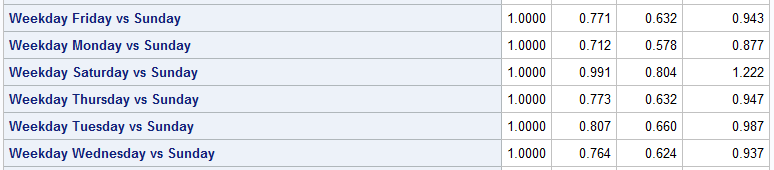 Weekday Friday vs Sunday 1.0000 0.771 0.632 0.943
Weekday Monday vs Sunday 1.0000 0.712 0.578 0.877
Weekday Saturday vs Sunday 1.0000 0.991 0.804 1.222
Weekday Thursday vs Sunday 1.0000 0.773 0.632 0.947
Weekday Tuesday vs Sunday 1.0000 0.807 0.660 0.987
Weekday Wednesday vs Sunday 1.0000 0.764 0.624 0.937